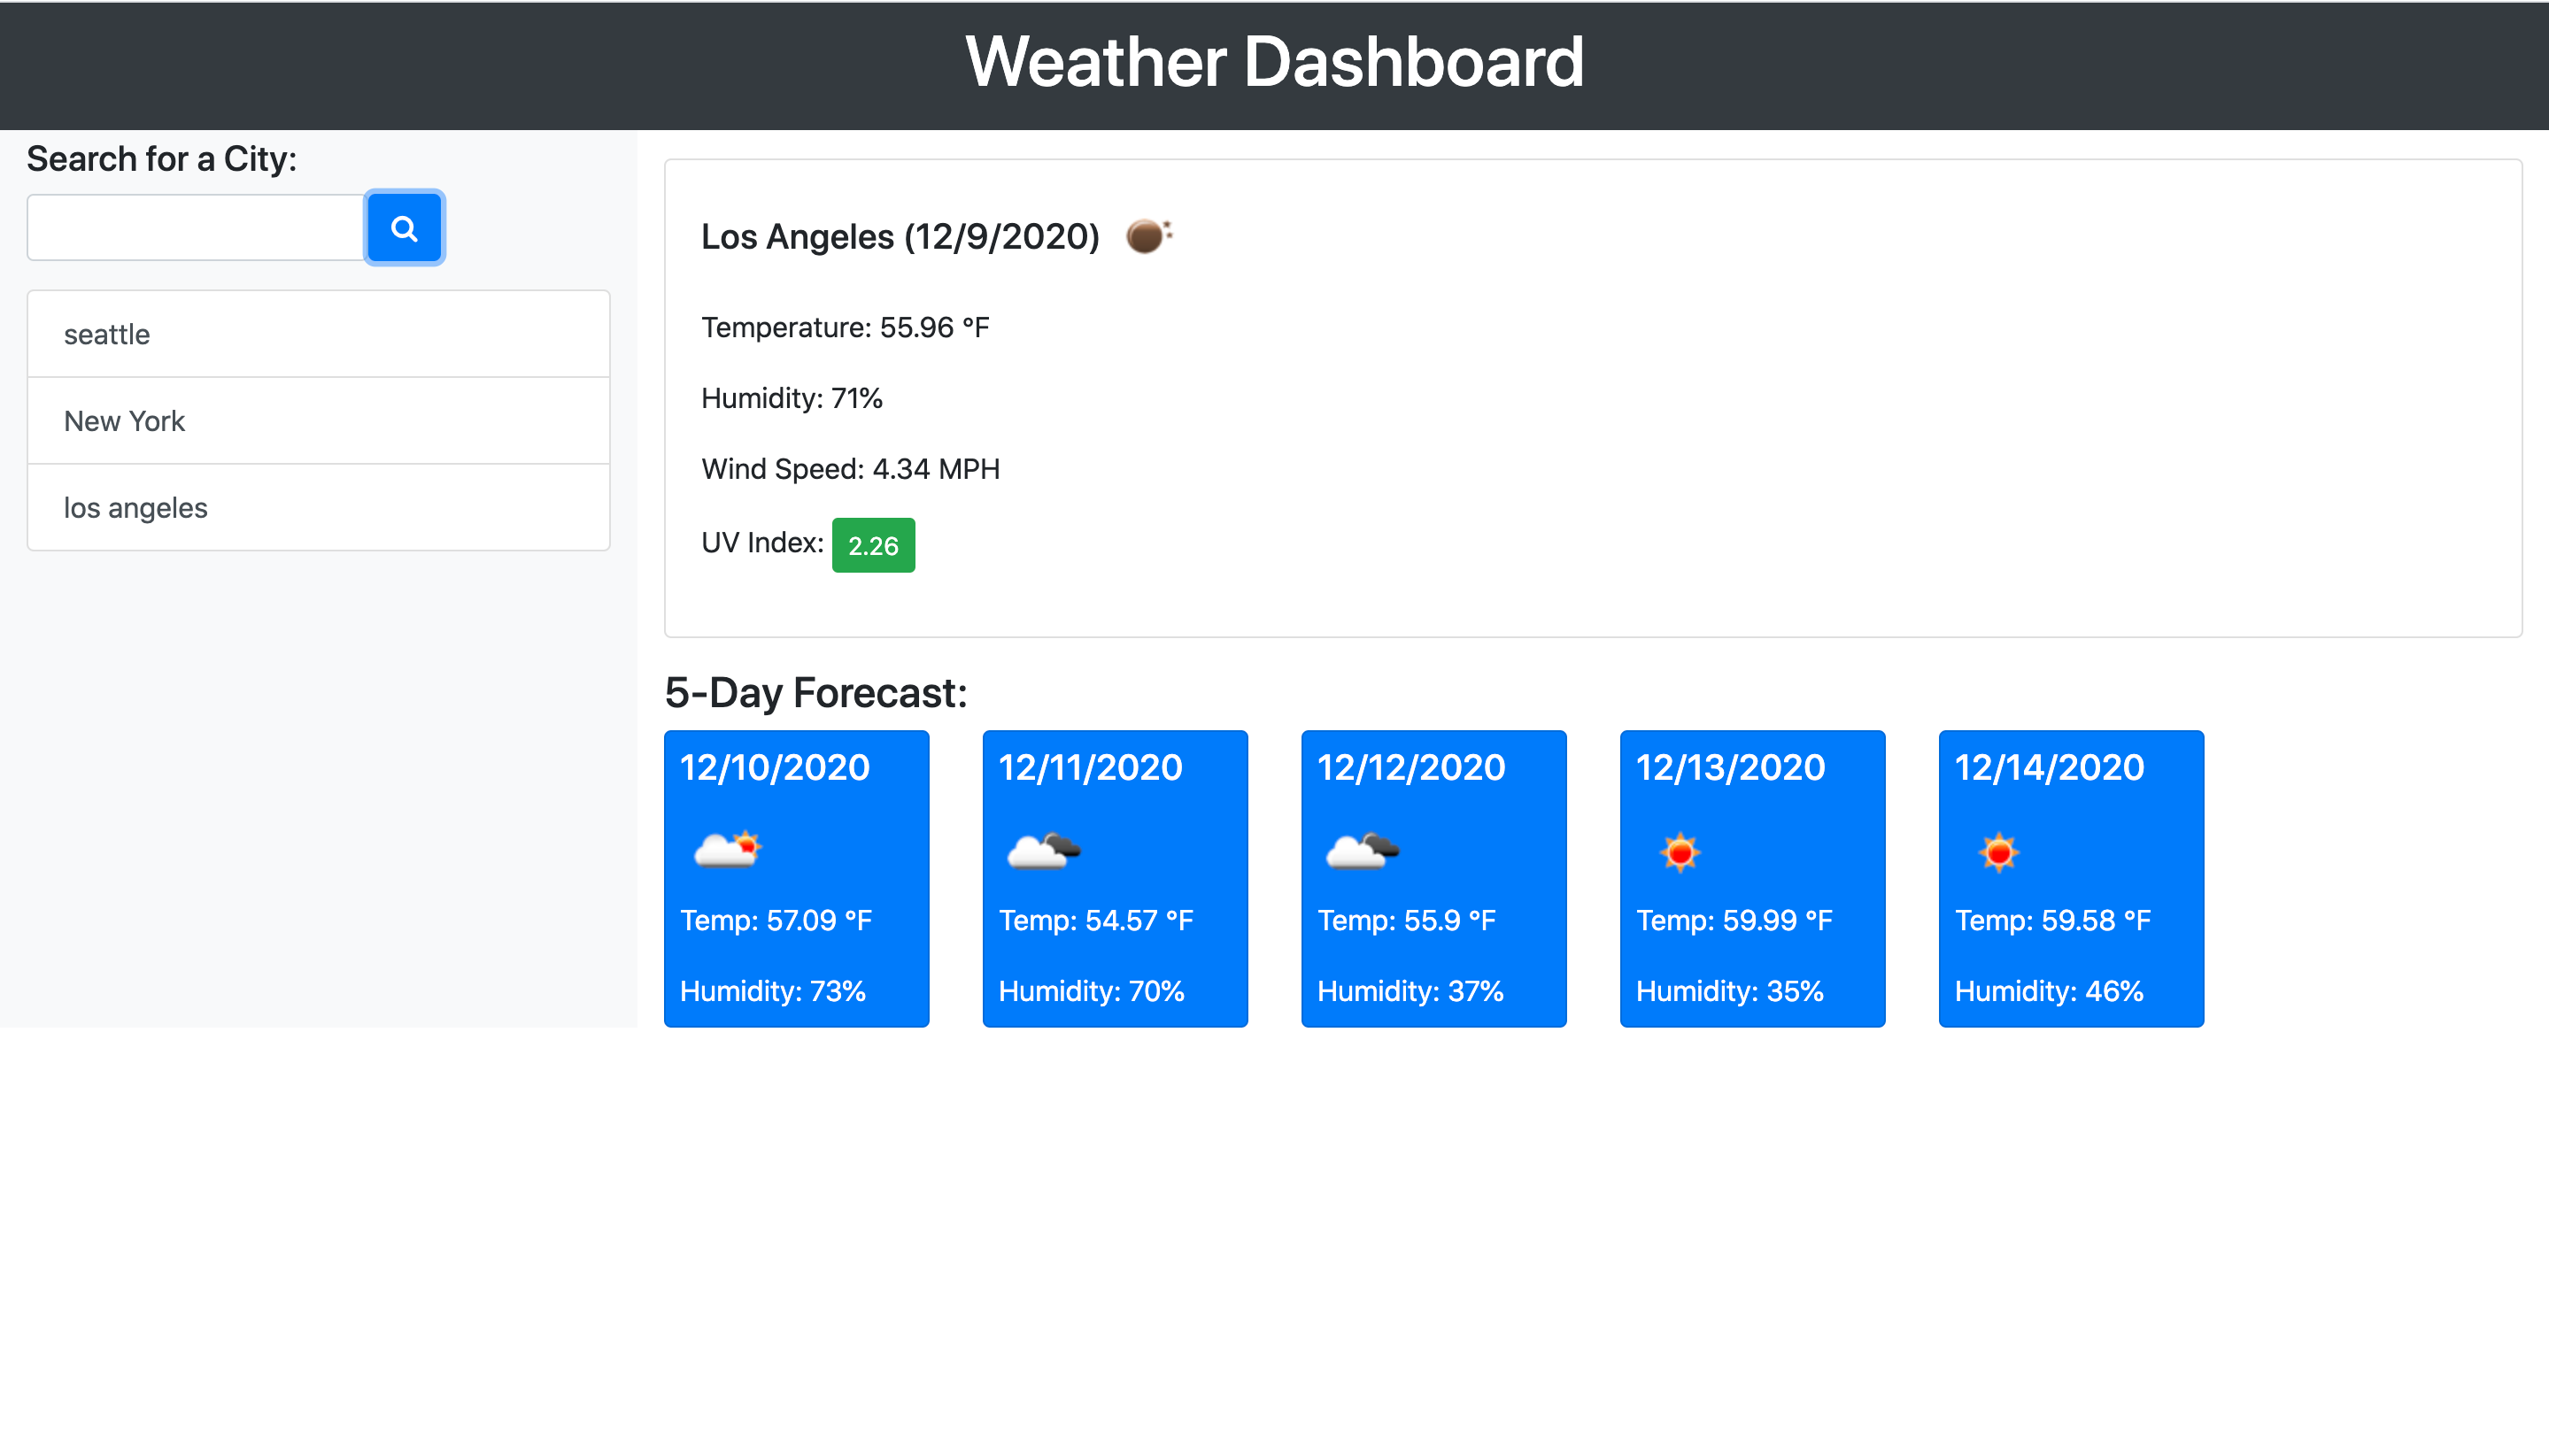 Weather Dashboard
Search for a City:
seattle
New York
los angeles
Los Angeles (12/9/2020)
Temperature: 55.96 °F
Humidity: 71%
Wind Speed: 4.34 MPH
UV Index: 2.26
5-Day Forecast:
12/10/2020
Temp: 57.09 °F
Humidity: 73%
12/11/2020
Temp: 54.57 °F
Humidity: 70%
12/12/2020
Temp: 55.9 °F
Humidity: 37%
12/13/2020
Temp: 59.99 °F
Humidity: 35%
12/14/2020
Temp: 59.58 °F
Humidity: 46%